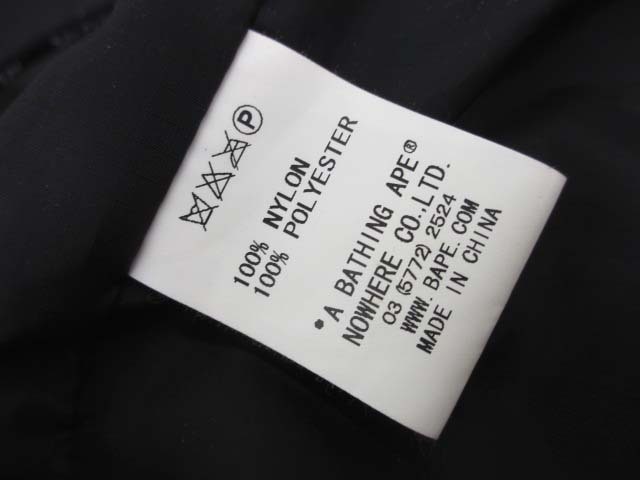 P
100% NYLON
100% POLYESTER
* A BATHING APE®
NOWHERE CO.,LTD.
03 (5772) 2524
WWW. BAPE. COM
MADE IN CHINA